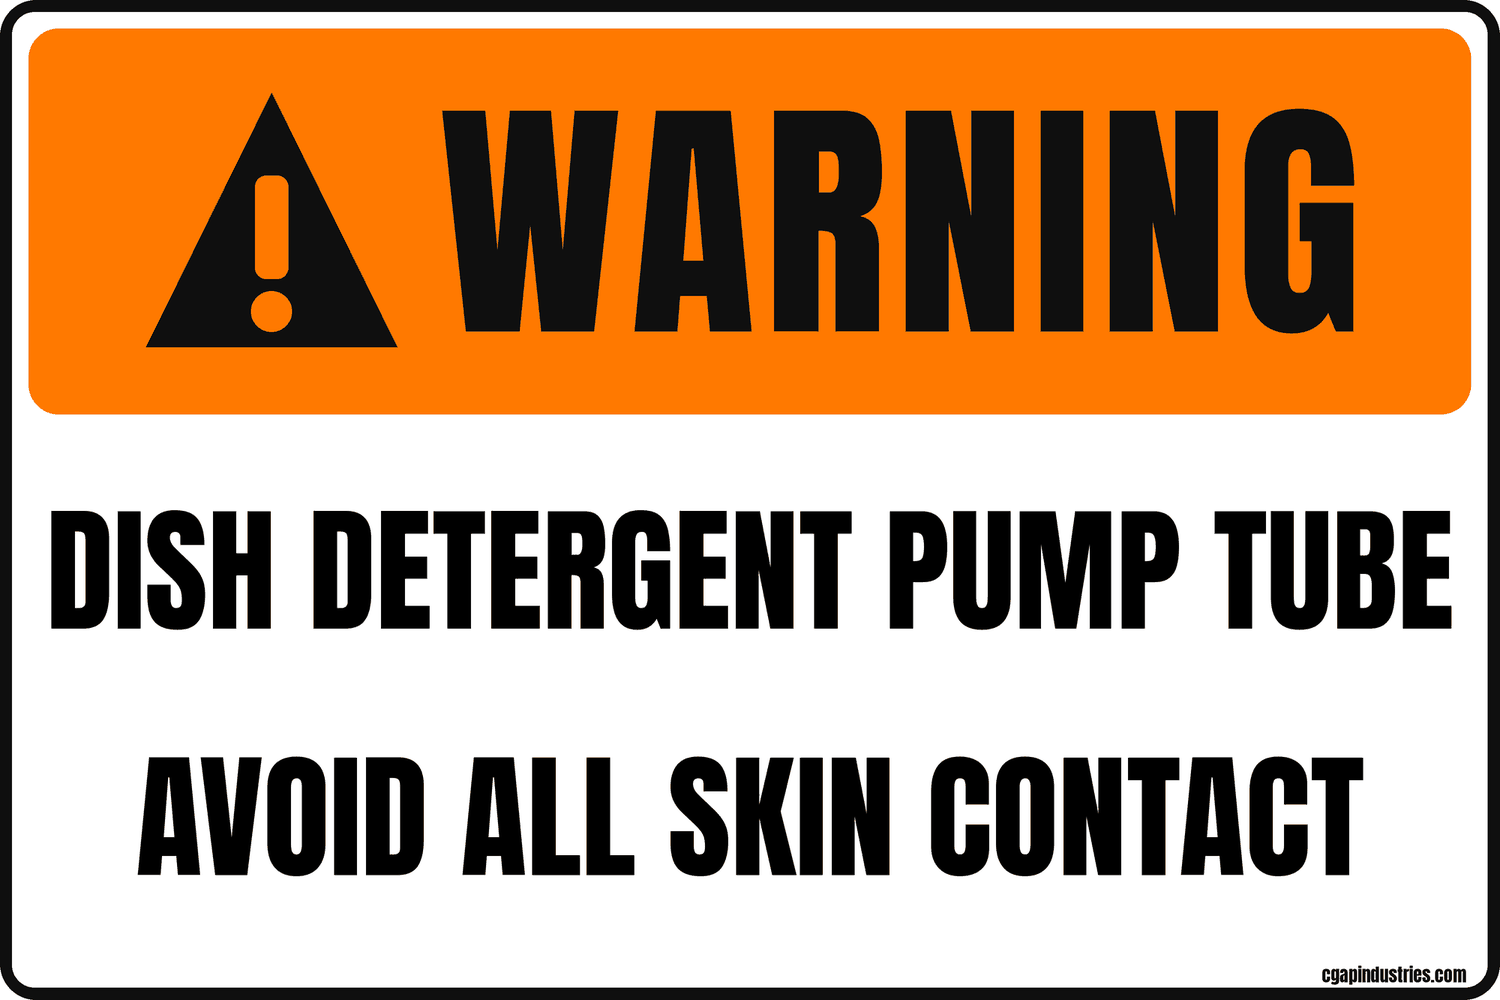 WARNING
DISH DETERGENT PUMP TUBE
AVOID ALL SKIN CONTACT
cgapindustries.com